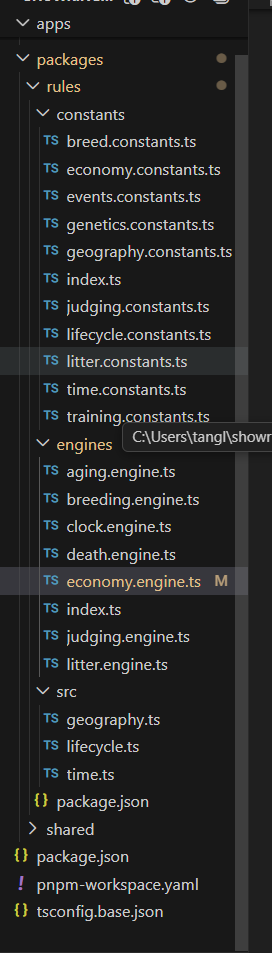 apps
packages
rules
constants
TS breed.constants.ts
TS economy.constants.ts
TS events.constants.ts
TS genetics.constants.ts
TS geography.constants.ts
TS index.ts
TS judging.constants.ts
TS lifecycle.constants.ts
TS litter.constants.ts
TS time.constants.ts
TS training.constants.ts
engines
C:\Users\tangl\showr
TS aging.engine.ts
TS breeding.engine.ts
TS clock.engine.ts
TS death.engine.ts
TS economy.engine.ts M
TS index.ts
TS judging.engine.ts
TS litter.engine.ts
src
TS geography.ts
TS lifecycle.ts
TS time.ts
{} package.json
shared
{} package.json
! pnpm-workspace.yaml
{} tsconfig.base.json